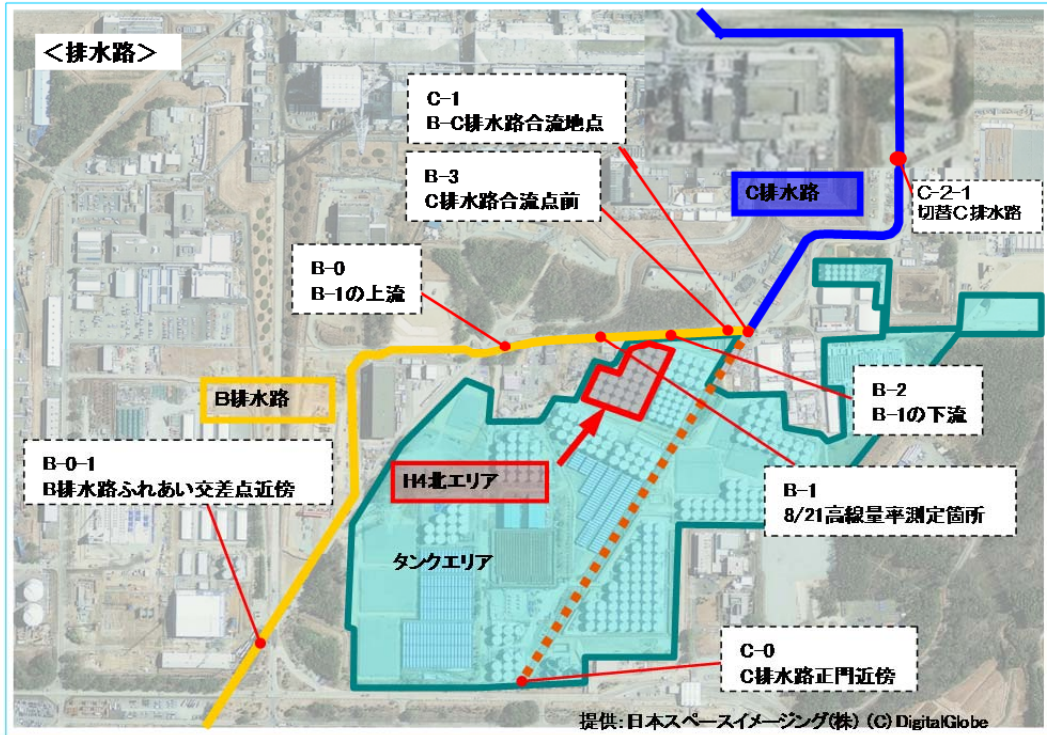 ＜排水路＞
C-1
B-C排水路合流地点
B-3
C排水路合流点前
C排水路
C-2-1
切替C排水路
B-0
B-1の上流
B排水路
B-2
B-1の下流
B-0-1
B排水路ふれあい交差点近傍
H4北エリア
B-1
8/21高線量率測定箇所
タンクエリア
C-0
C排水路正門近傍
提供：日本スペースイメージング(株) (C) DigitalGlobe